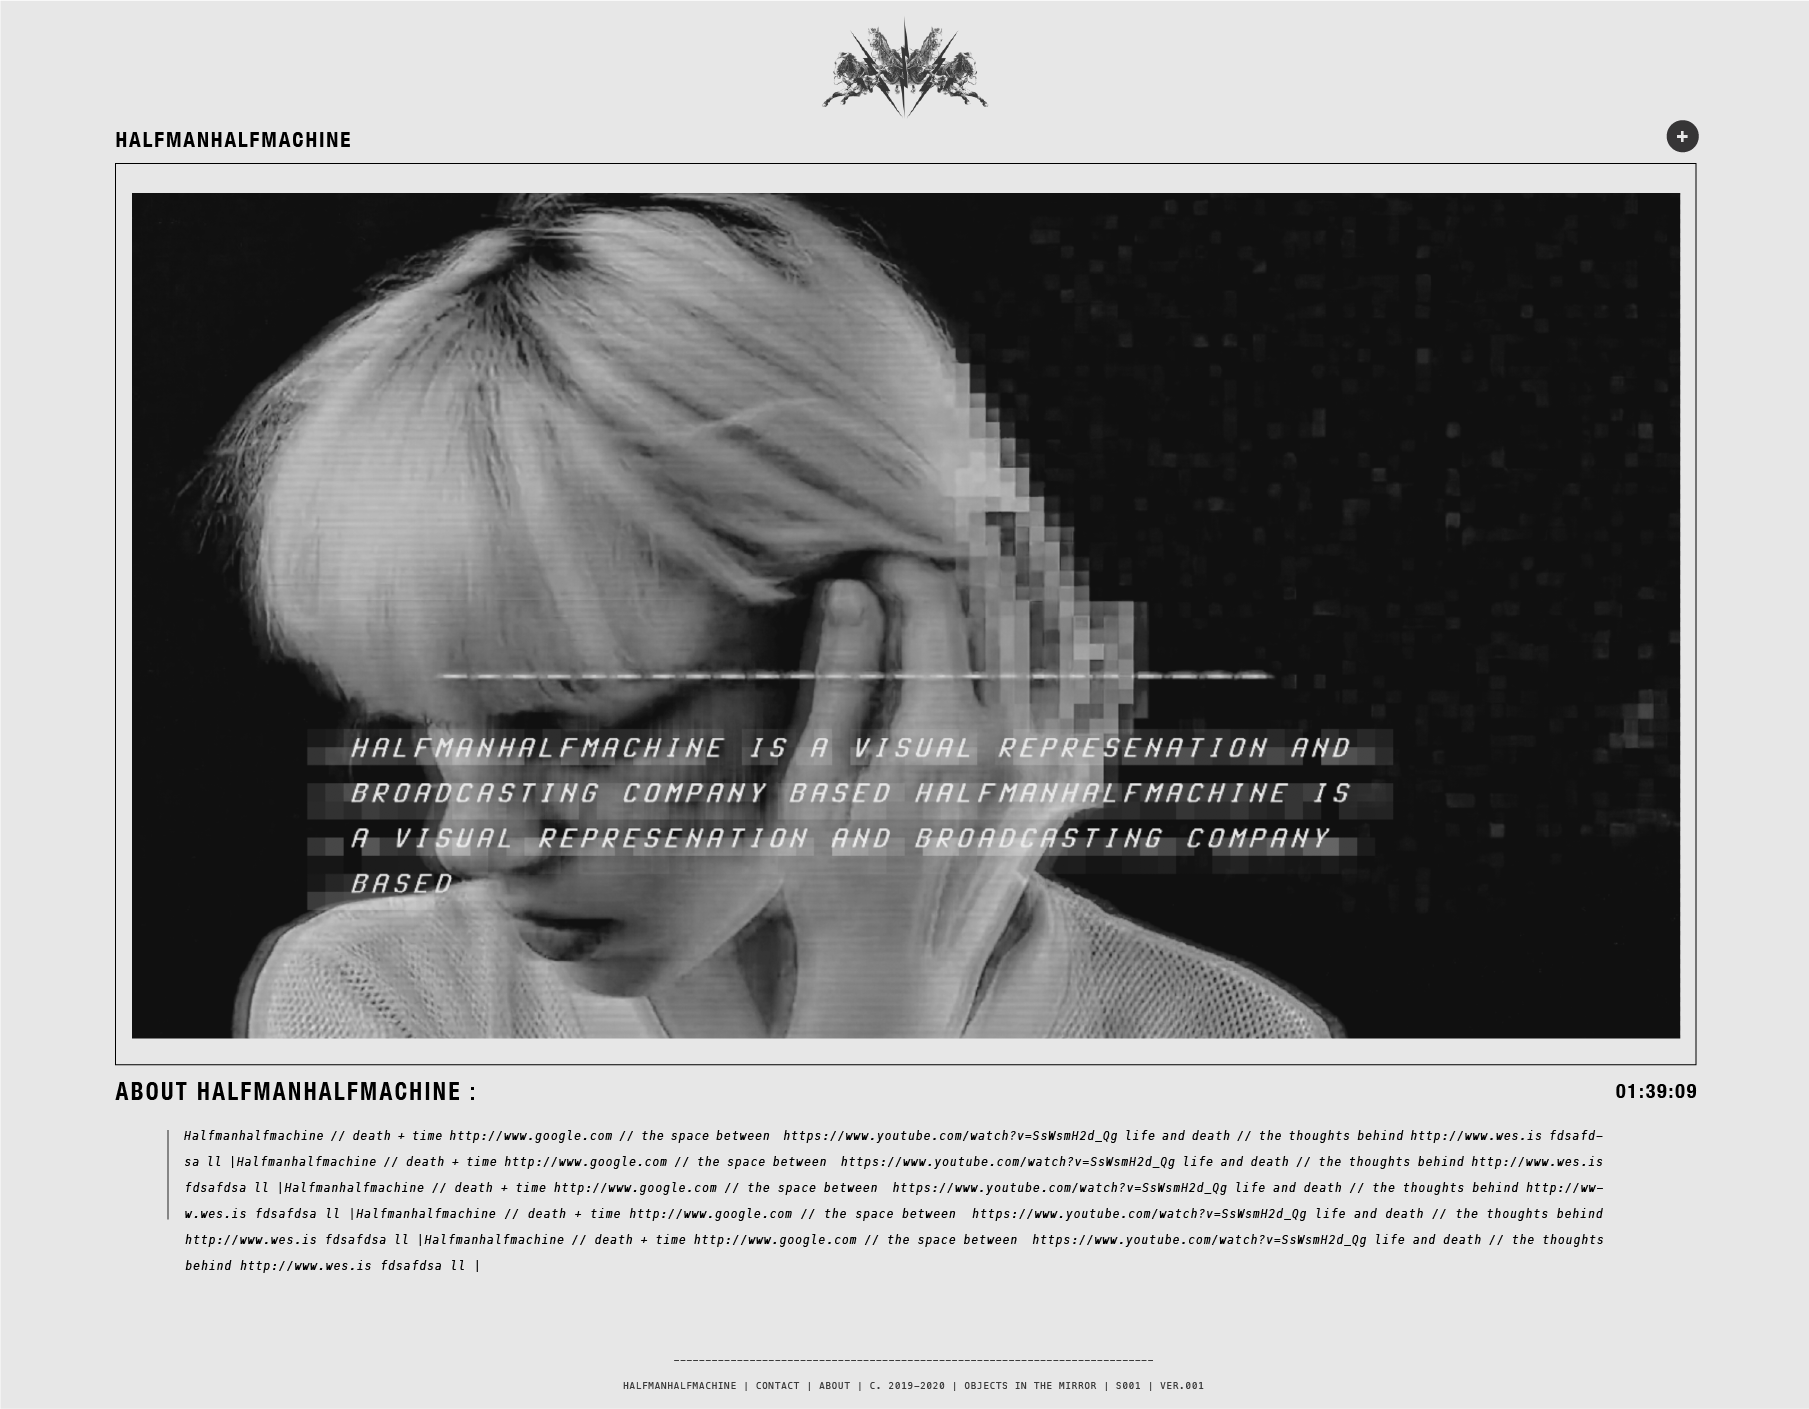 HALFMANHALFMACHINE
+
HALFMANHALFMACHINE IS A VISUAL REPRESENATION AND
BROADCASTING COMPANY BASED HALFMANHALFMACHINE IS
A VISUAL REPRESENATION AND BROADCASTING COMPANY
BASED
ABOUT HALFMANHALFMACHINE :
01:39:09
Halfmanhalfmachine // death + time http://www.google.com // the space between  https://www.youtube.com/watch?v=SsWsmH2d_Qg life and death // the thoughts behind http://www.wes.is fdsafd-
sa ll |Halfmanhalfmachine // death + time http://www.google.com // the space between  https://www.youtube.com/watch?v=SsWsmH2d_Qg life and death // the thoughts behind http://www.wes.is
fdsafdsa ll |Halfmanhalfmachine // death + time http://www.google.com // the space between  https://www.youtube.com/watch?v=SsWsmH2d_Qg life and death // the thoughts behind http://ww-
w.wes.is fdsafdsa ll |Halfmanhalfmachine // death + time http://www.google.com // the space between  https://www.youtube.com/watch?v=SsWsmH2d_Qg life and death // the thoughts behind
http://www.wes.is fdsafdsa ll |Halfmanhalfmachine // death + time http://www.google.com // the space between  https://www.youtube.com/watch?v=SsWsmH2d_Qg life and death // the thoughts
behind http://www.wes.is fdsafdsa ll |
HALFMANHALFMACHINE | CONTACT | ABOUT | C. 2019-2020 | OBJECTS IN THE MIRROR | S001 | VER.001